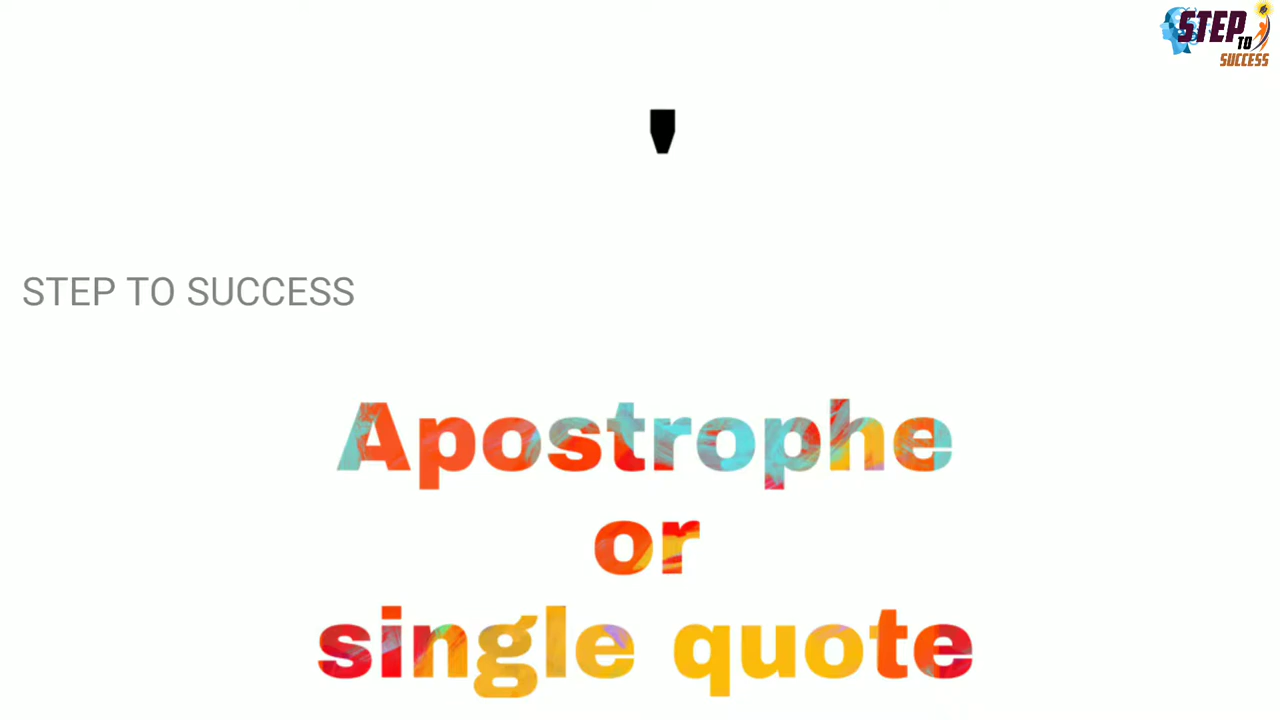 STEP
TO
SUCCESS
'
STEP TO SUCCESS
Apostrophe
or
single quote